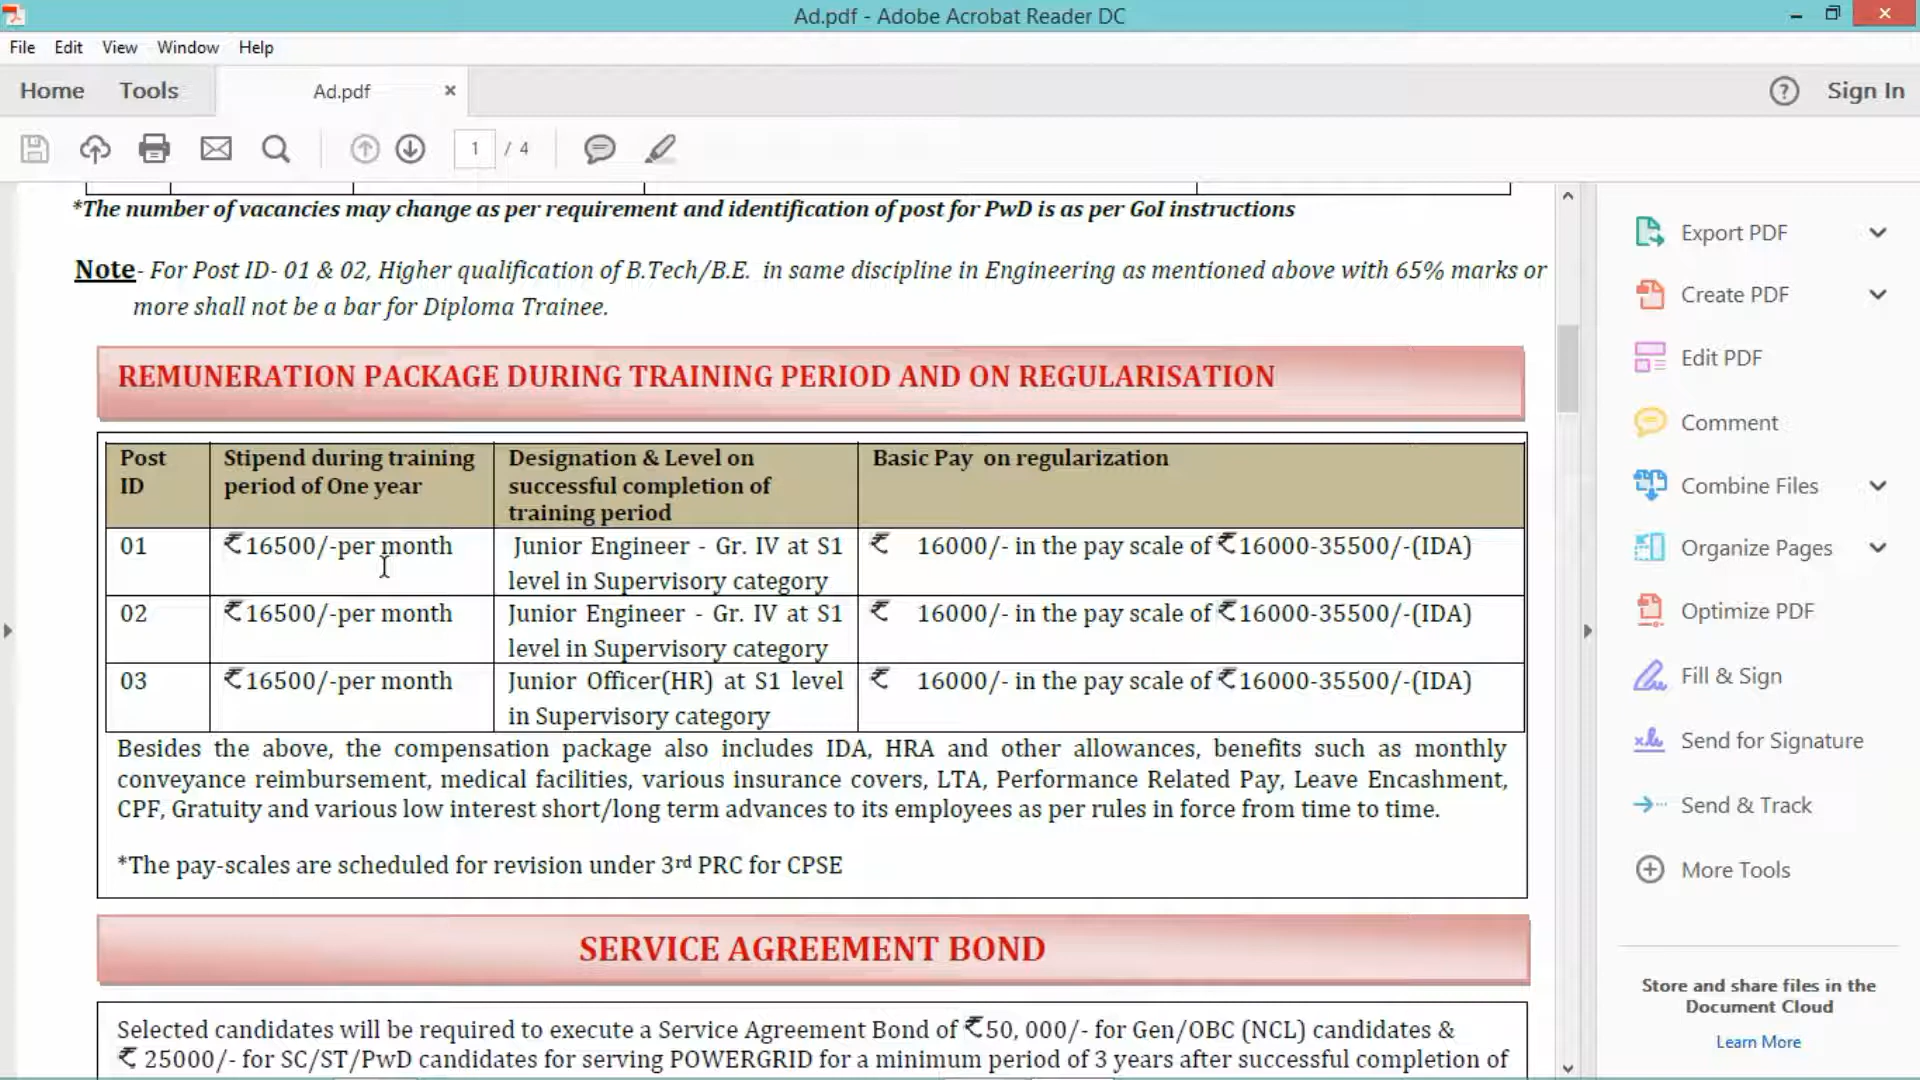 Ad.pdf - Adobe Acrobat Reader DC
File Edit View Window Help
Home Tools Ad.pdf × ? Sign In
1 / 4
*The number of vacancies may change as per requirement and identification of post for PwD is as per GoI instructions
Note- For Post ID- 01 & 02, Higher qualification of B.Tech/B.E. in same discipline in Engineering as mentioned above with 65% marks or
more shall not be a bar for Diploma Trainee.
REMUNERATION PACKAGE DURING TRAINING PERIOD AND ON REGULARISATION
Post ID
Stipend during training period of One year
Designation & Level on successful completion of training period
Basic Pay on regularization
01
₹16500/-per month
Junior Engineer - Gr. IV at S1
level in Supervisory category
₹ 16000/- in the pay scale of ₹16000-35500/-(IDA)
02
₹16500/-per month
Junior Engineer - Gr. IV at S1
level in Supervisory category
₹ 16000/- in the pay scale of ₹16000-35500/-(IDA)
03
₹16500/-per month
Junior Officer(HR) at S1 level
in Supervisory category
₹ 16000/- in the pay scale of ₹16000-35500/-(IDA)
Besides the above, the compensation package also includes IDA, HRA and other allowances, benefits such as monthly
conveyance reimbursement, medical facilities, various insurance covers, LTA, Performance Related Pay, Leave Encashment,
CPF, Gratuity and various low interest short/long term advances to its employees as per rules in force from time to time.
*The pay-scales are scheduled for revision under 3rd PRC for CPSE
SERVICE AGREEMENT BOND
Selected candidates will be required to execute a Service Agreement Bond of ₹50, 000/- for Gen/OBC (NCL) candidates &
₹ 25000/- for SC/ST/PwD candidates for serving POWERGRID for a minimum period of 3 years after successful completion of
Export PDF
Create PDF
Edit PDF
Comment
Combine Files
Organize Pages
Optimize PDF
Fill & Sign
Send for Signature
Send & Track
More Tools
Store and share files in the
Document Cloud
Learn More